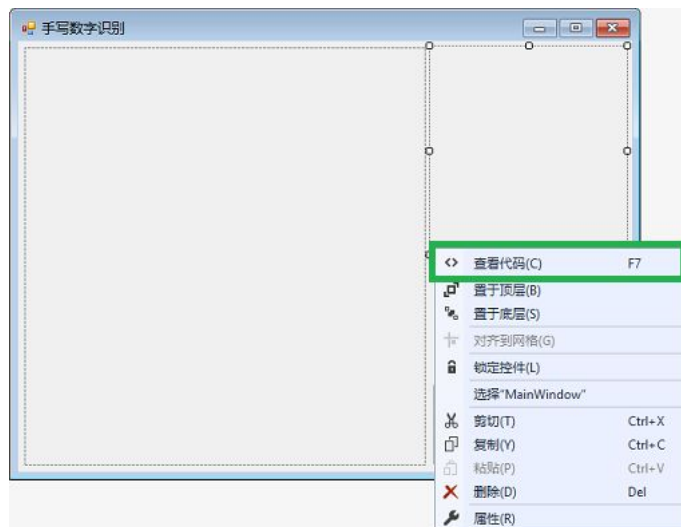 手写数字识别
查看代码(C) F7
置于顶层(B)
置于底层(S)
对齐到网格(G)
锁定控件(L)
选择"MainWindow"
剪切(T) Ctrl+X
复制(Y) Ctrl+C
粘贴(P) Ctrl+V
删除(D) Del
属性(R)